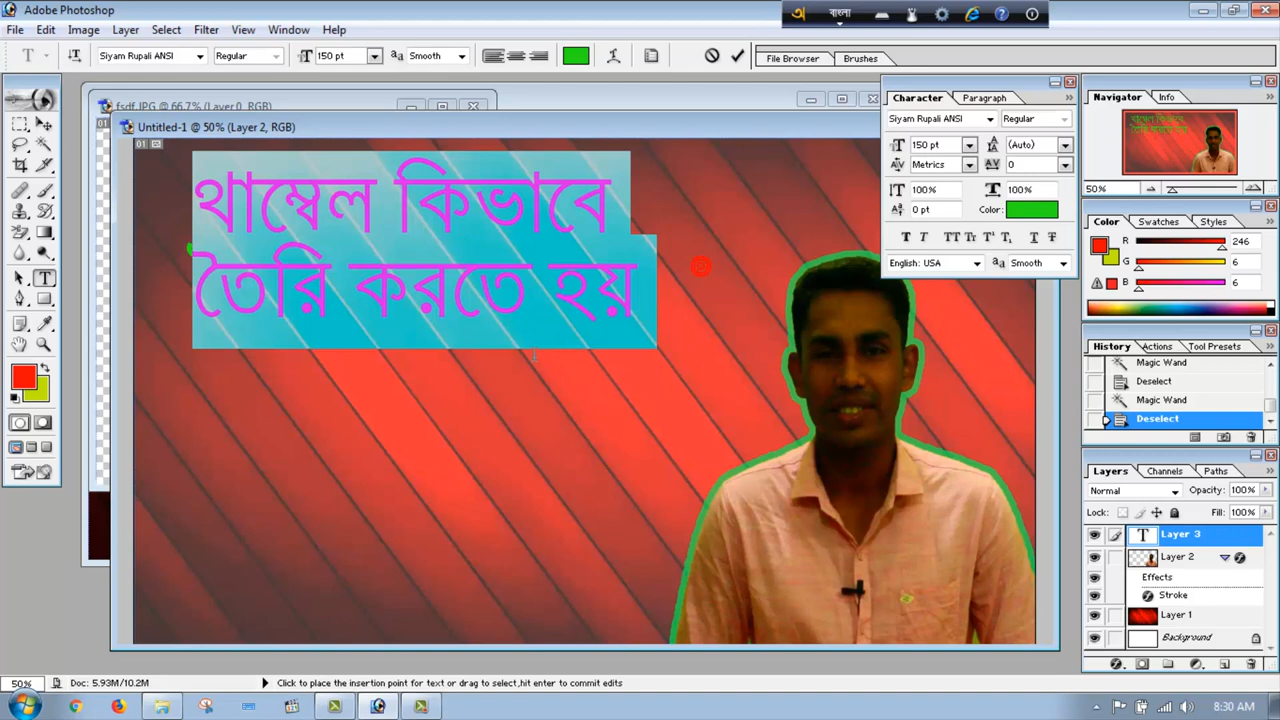 Adobe Photoshop
বাংলা
File Edit Image Layer Select Filter View Window Help
Siyam Rupali ANSI Regular 150 pt Smooth File Browser Brushes
fsdf.JPG @ 66.7% (Layer 0, RGB)
Untitled-1 @ 50% (Layer 2, RGB)
01
01
থাম্বেল কিভাবে
তৈরি করতে হয়
Character Paragraph
Siyam Rupali ANSI Regular
150 pt (Auto)
Metrics 0
100% 100%
0 pt Color:
English: USA Smooth
Navigator Info
50%
Color Swatches Styles
R 246
G 6
B 6
History Actions Tool Presets
Magic Wand
Deselect
Magic Wand
Deselect
Layers Channels Paths
Normal Opacity: 100%
Lock: Fill: 100%
Layer 3
Layer 2
Effects
Stroke
Layer 1
Background
50% Doc: 5.93M/10.2M Click to place the insertion point for text or drag to select,hit enter to commit edits
8:30 AM